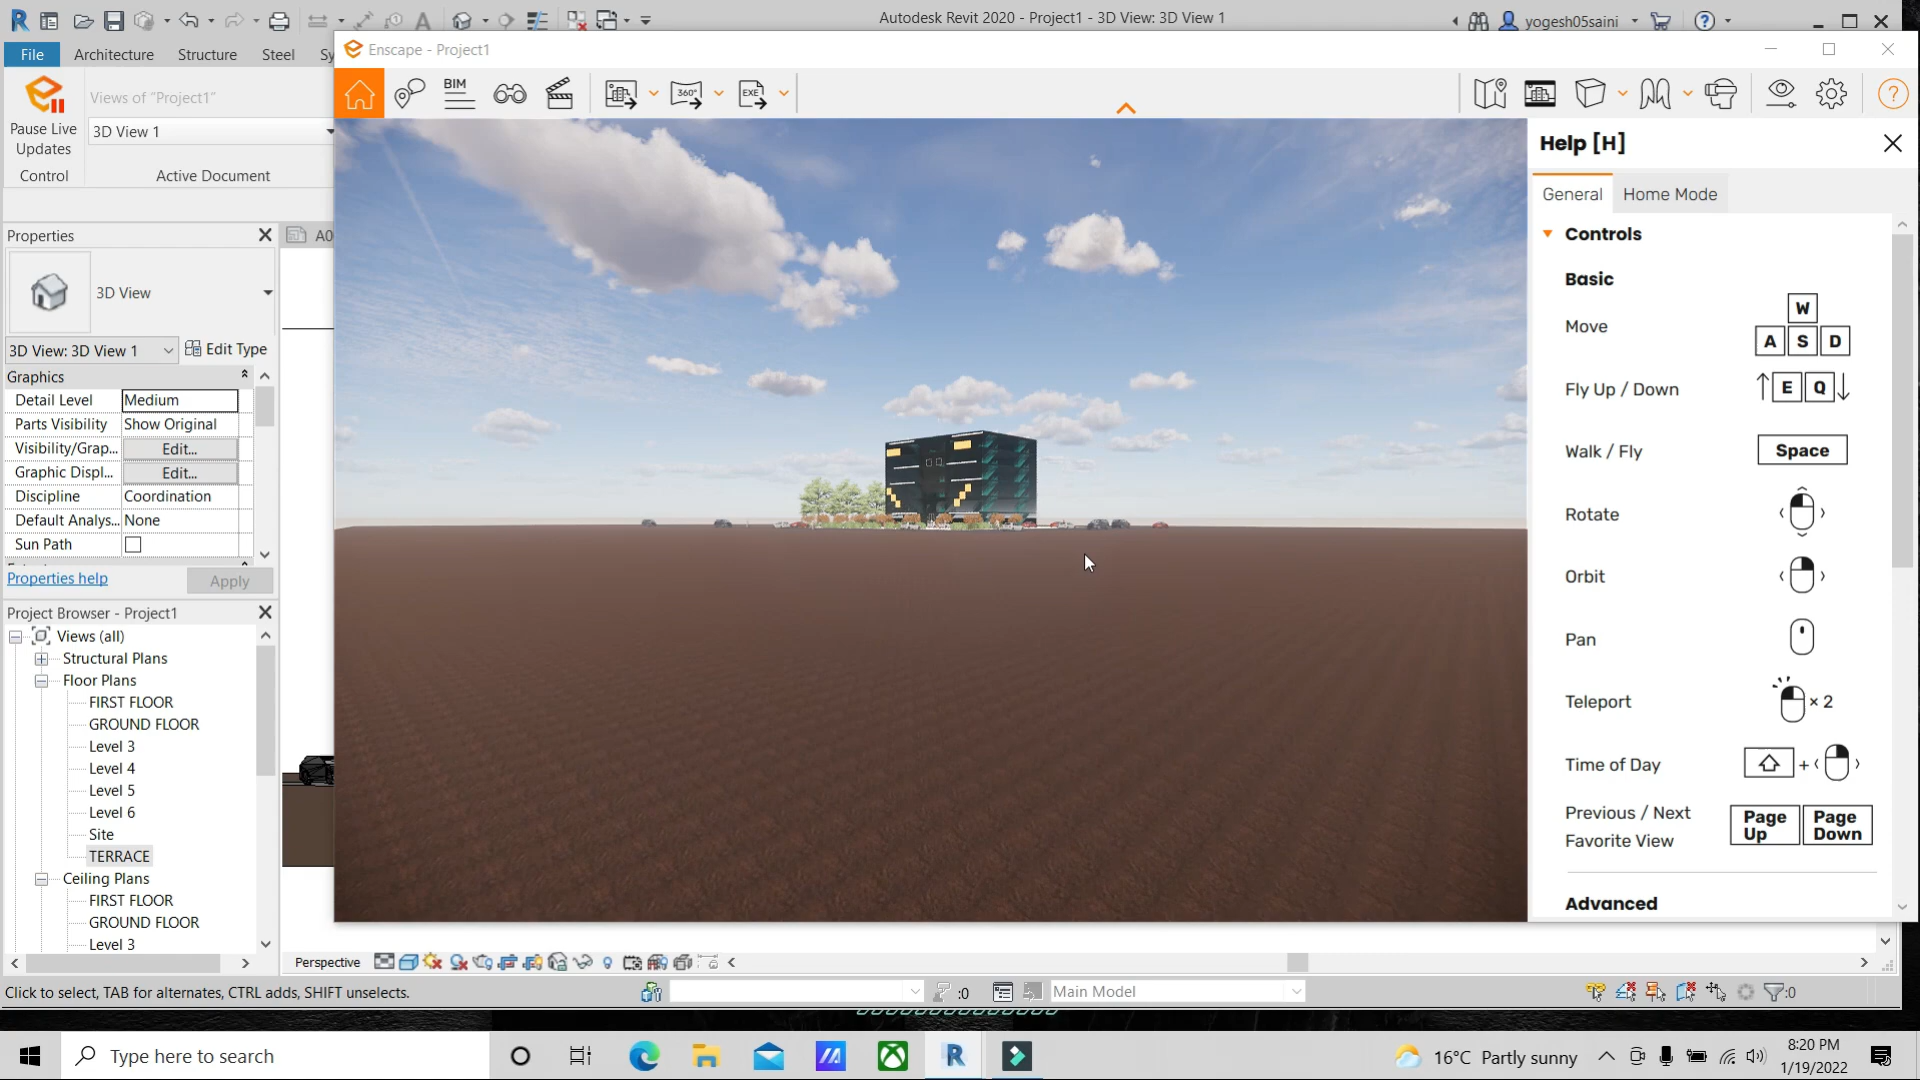 Autodesk Revit 2020 - Project1 - 3D View: 3D View 1
yogesh05saini
File
Architecture
Structure
Steel
Sy
Enscape - Project1
Pause Live
Updates
Control
Views of "Project1"
3D View 1
Active Document
BIM
360°
EXE
Properties
3D View
3D View: 3D View 1
Edit Type
Graphics
Detail Level Medium
Parts Visibility Show Original
Visibility/Grap... Edit...
Graphic Displ... Edit...
Discipline Coordination
Default Analys... None
Sun Path
Properties help
Apply
A0
Project Browser - Project1
Views (all)
Structural Plans
Floor Plans
FIRST FLOOR
GROUND FLOOR
Level 3
Level 4
Level 5
Level 6
Site
TERRACE
Ceiling Plans
FIRST FLOOR
GROUND FLOOR
Level 3
Help [H]
General
Home Mode
Controls
Basic
Move
W
A S D
Fly Up / Down
E Q
Walk / Fly
Space
Rotate
Orbit
Pan
Teleport
× 2
Time of Day
+
Previous / Next
Favorite View
Page
Up
Page
Down
Advanced
Perspective
Click to select, TAB for alternates, CTRL adds, SHIFT unselects.
:0
Main Model
:0
Type here to search
16°C Partly sunny
8:20 PM
1/19/2022